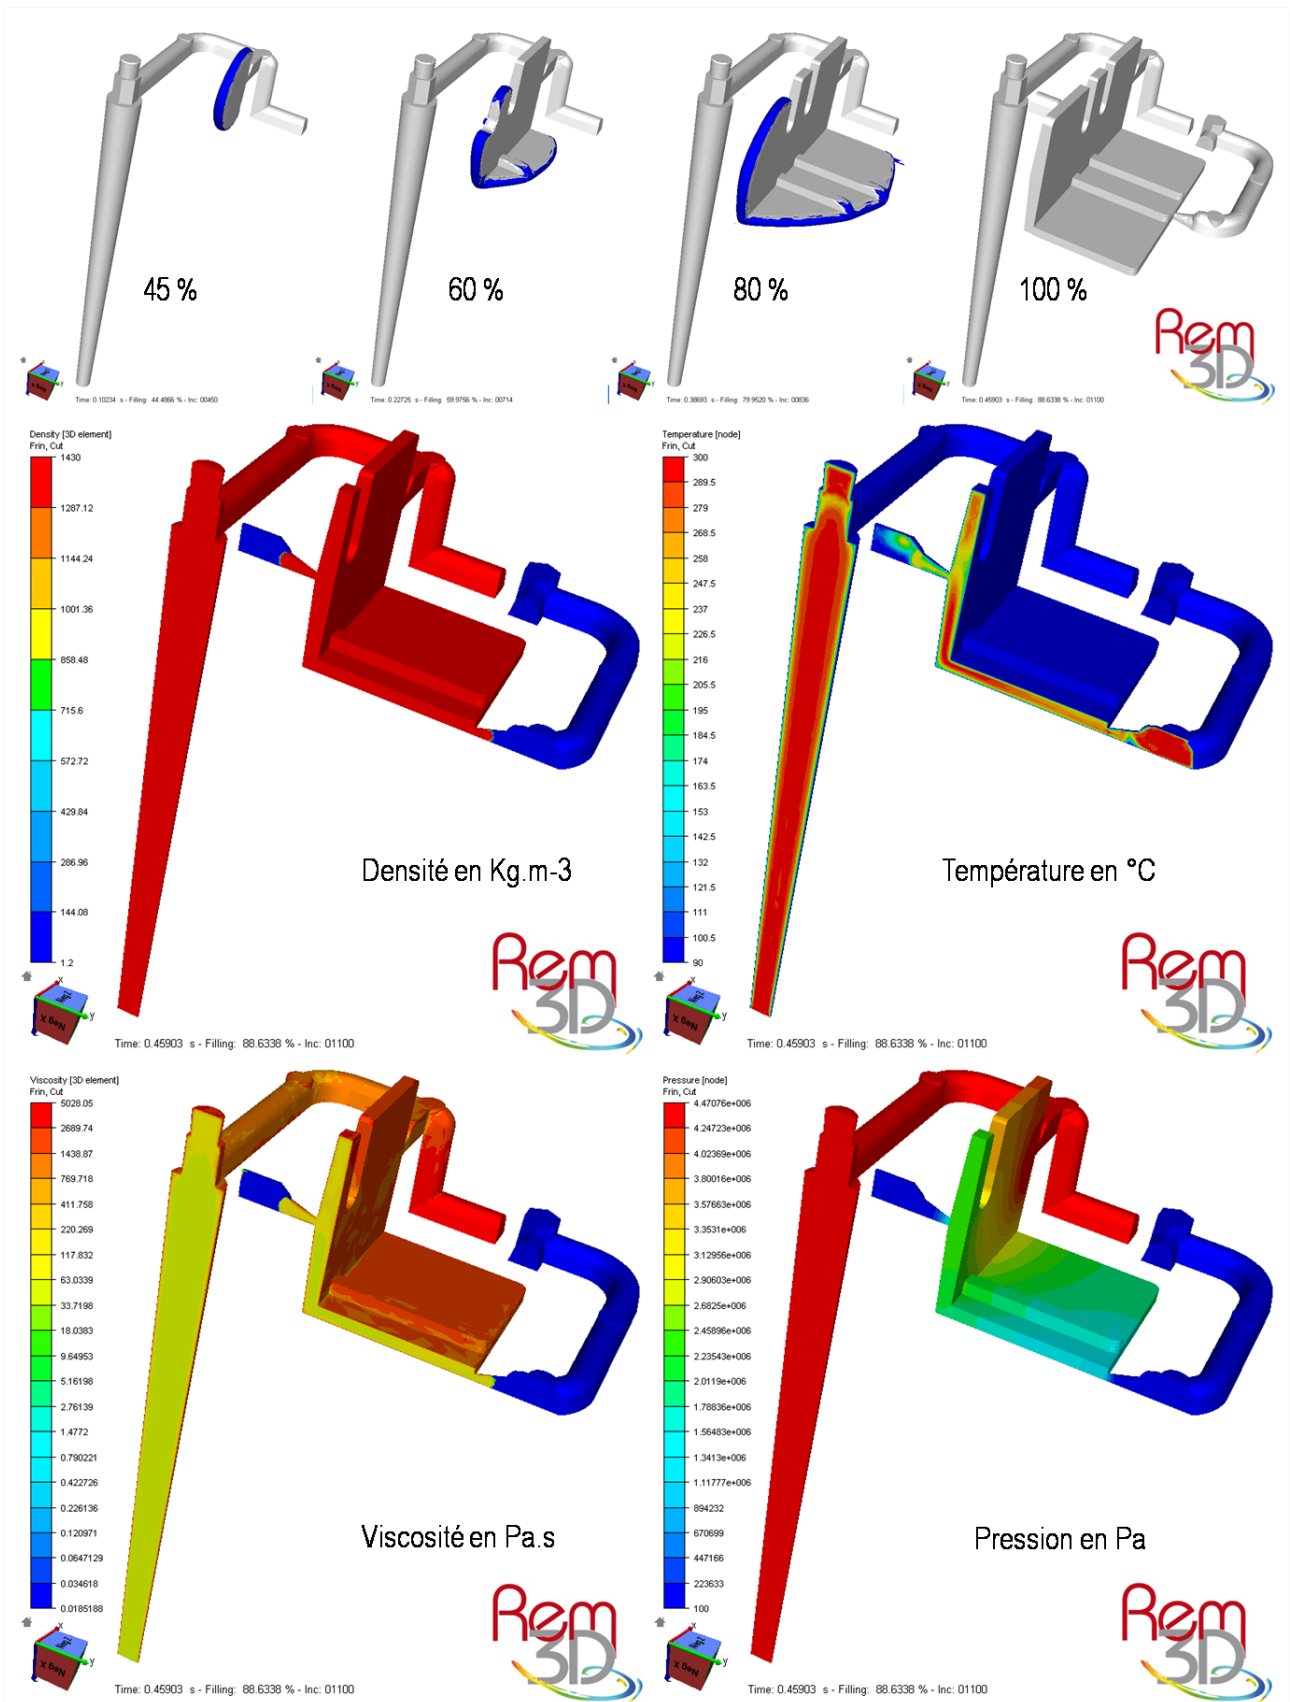 45 %
60 %
80 %
100 %
Rem
3D
Time: 0.10234 s - Filling: 44.4866 % - Inc: 00450
Time: 0.22725 s - Filling: 59.9756 % - Inc: 00714
Time: 0.38693 s - Filling: 79.9520 % - Inc: 00836
Time: 0.45903 s - Filling: 88.6338 % - Inc: 01100
Density [3D element]
Frin, Cut
1430
1287.12
1144.24
1001.36
858.48
715.6
572.72
429.84
286.96
144.08
1.2
Densité en Kg.m-3
Rem
3D
Neg X
x
y
Time: 0.45903 s - Filling: 88.6338 % - Inc: 01100
Temperature [node]
Frin, Cut
300
289.5
279
268.5
258
247.5
237
226.5
216
205.5
195
184.5
174
163.5
153
142.5
132
121.5
111
100.5
90
Température en °C
Rem
3D
Neg X
x
y
Time: 0.45903 s - Filling: 88.6338 % - Inc: 01100
Viscosity [3D element]
Frin, Cut
5028.05
2689.74
1438.87
769.718
411.758
220.269
117.832
63.0339
33.7198
18.0383
9.64953
5.16198
2.76139
1.4772
0.790221
0.422726
0.226136
0.120971
0.0647129
0.034618
0.0185188
Viscosité en Pa.s
Rem
3D
Neg X
x
y
Time: 0.45903 s - Filling: 88.6338 % - Inc: 01100
Pressure [node]
Frin, Cut
4.47076e+006
4.24723e+006
4.02369e+006
3.80016e+006
3.57663e+006
3.3531e+006
3.12956e+006
2.90603e+006
2.6825e+006
2.45896e+006
2.23543e+006
2.0119e+006
1.78836e+006
1.56483e+006
1.3413e+006
1.11777e+006
894232
670699
447166
223633
100
Pression en Pa
Rem
3D
Neg X
x
y
Time: 0.45903 s - Filling: 88.6338 % - Inc: 01100